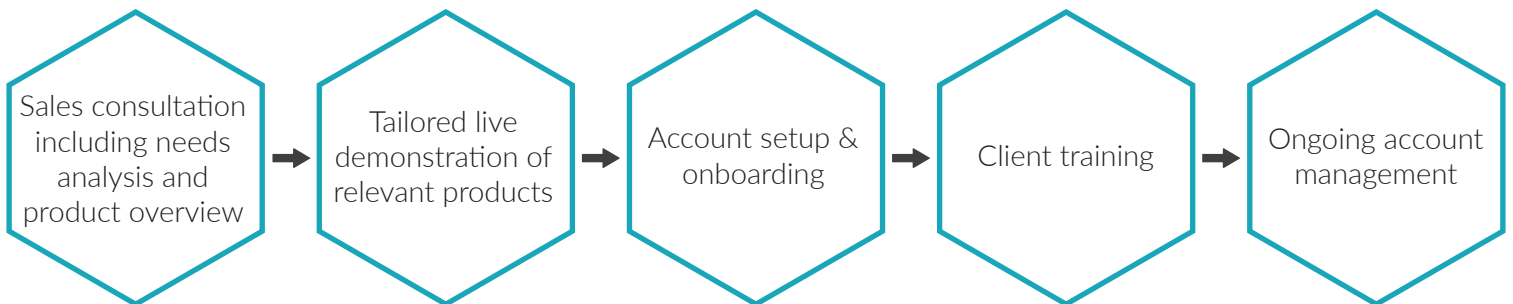 Sales consultation
including needs
analysis and
product overview
Tailored live
demonstration of
relevant products
Account setup &
onboarding
Client training
Ongoing account
management